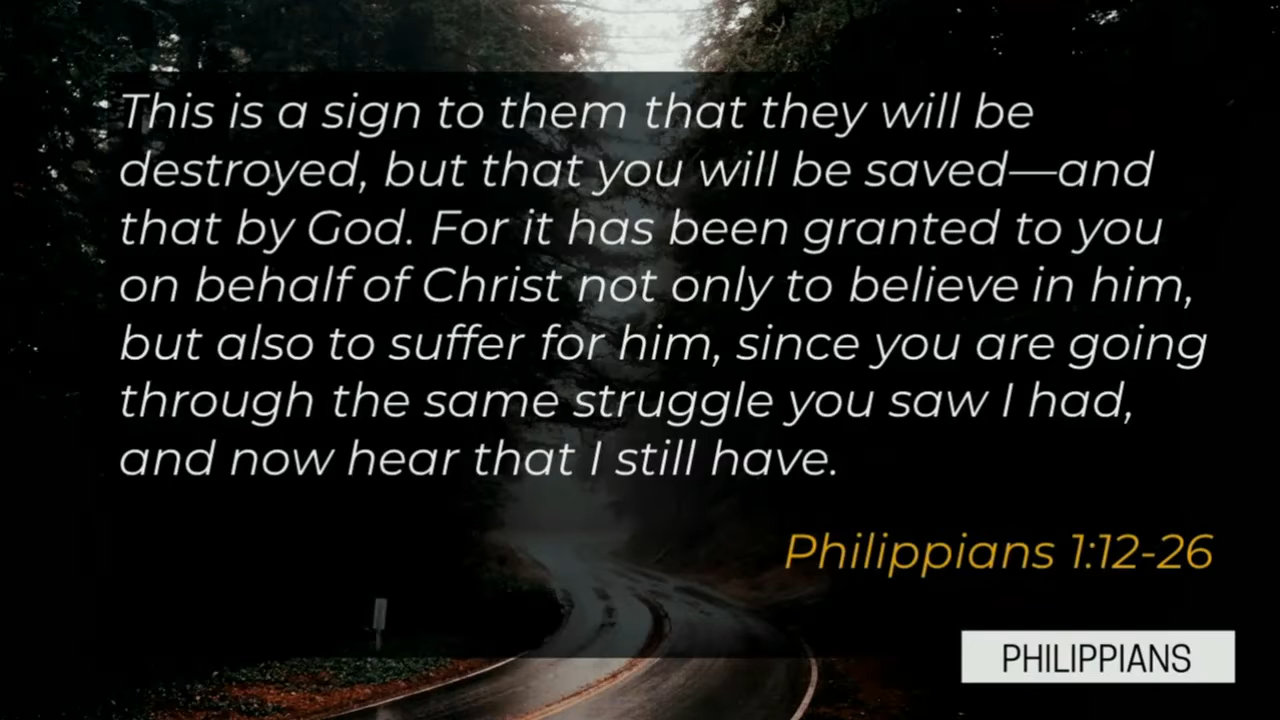 This is a sign to them that they will be
destroyed, but that you will be saved—and
that by God. For it has been granted to you
on behalf of Christ not only to believe in him,
but also to suffer for him, since you are going
through the same struggle you saw I had,
and now hear that I still have.
Philippians 1:12-26
PHILIPPIANS